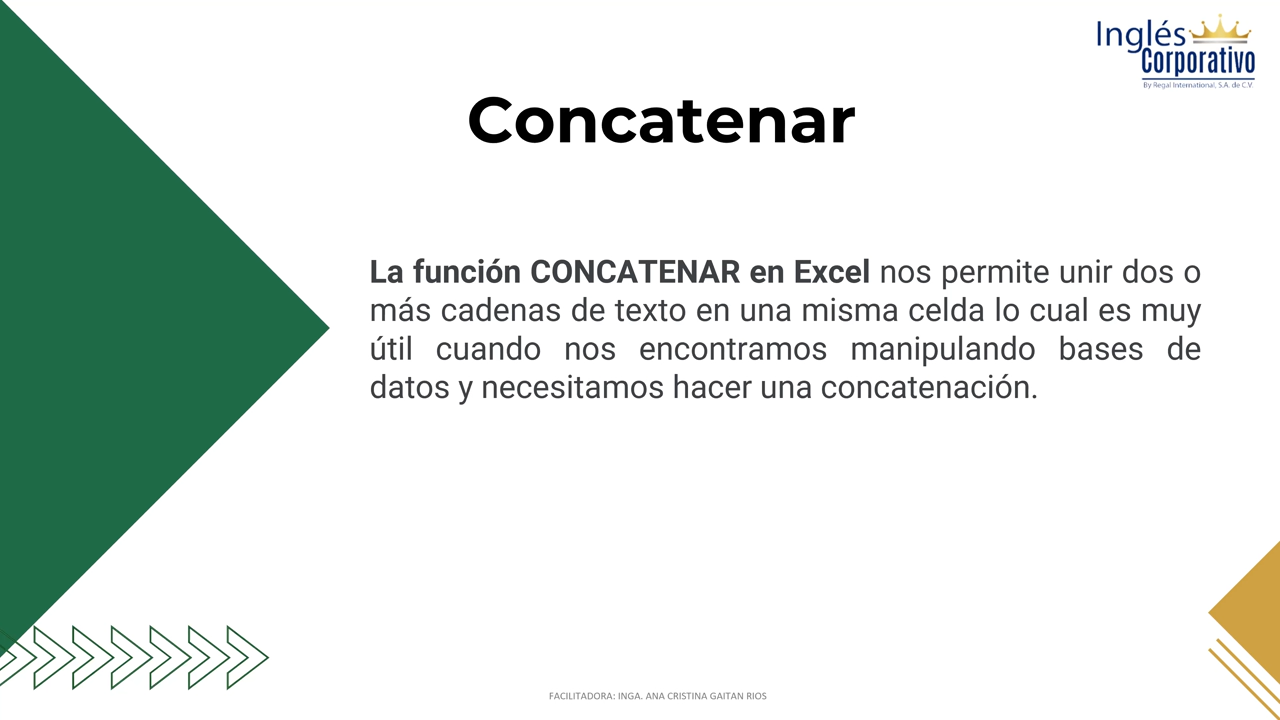 Inglés
Corporativo
By Regal International, S.A. de C.V.
Concatenar
La función CONCATENAR en Excel nos permite unir dos o
más cadenas de texto en una misma celda lo cual es muy
útil cuando nos encontramos manipulando bases de
datos y necesitamos hacer una concatenación.
FACILITADORA: INGA. ANA CRISTINA GAITAN RIOS